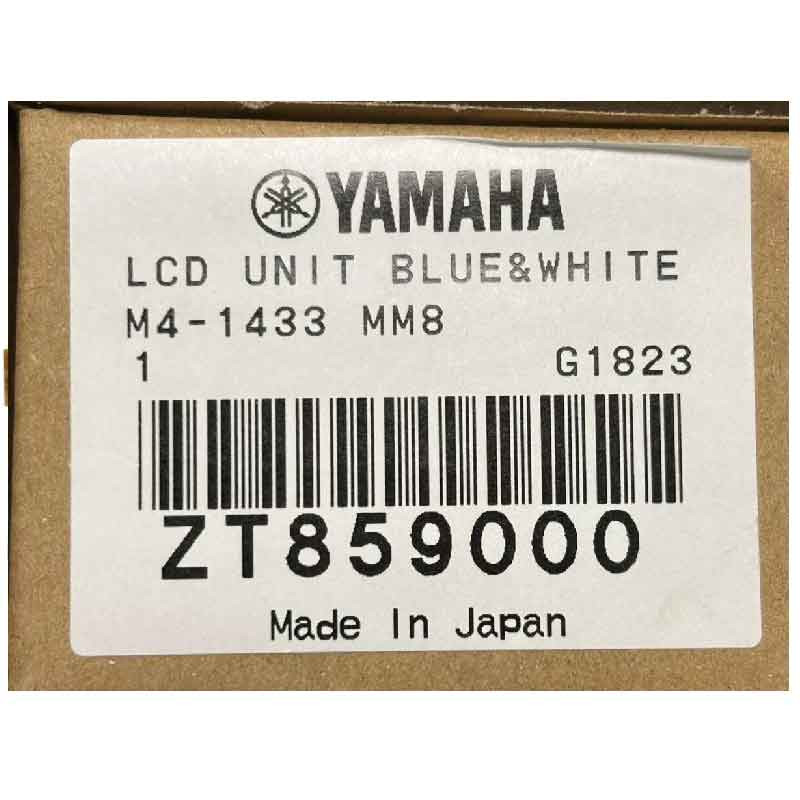 YAMAHA
LCD UNIT BLUE&WHITE
M4-1433 MM8
1 G1823
ZT859000
Made In Japan